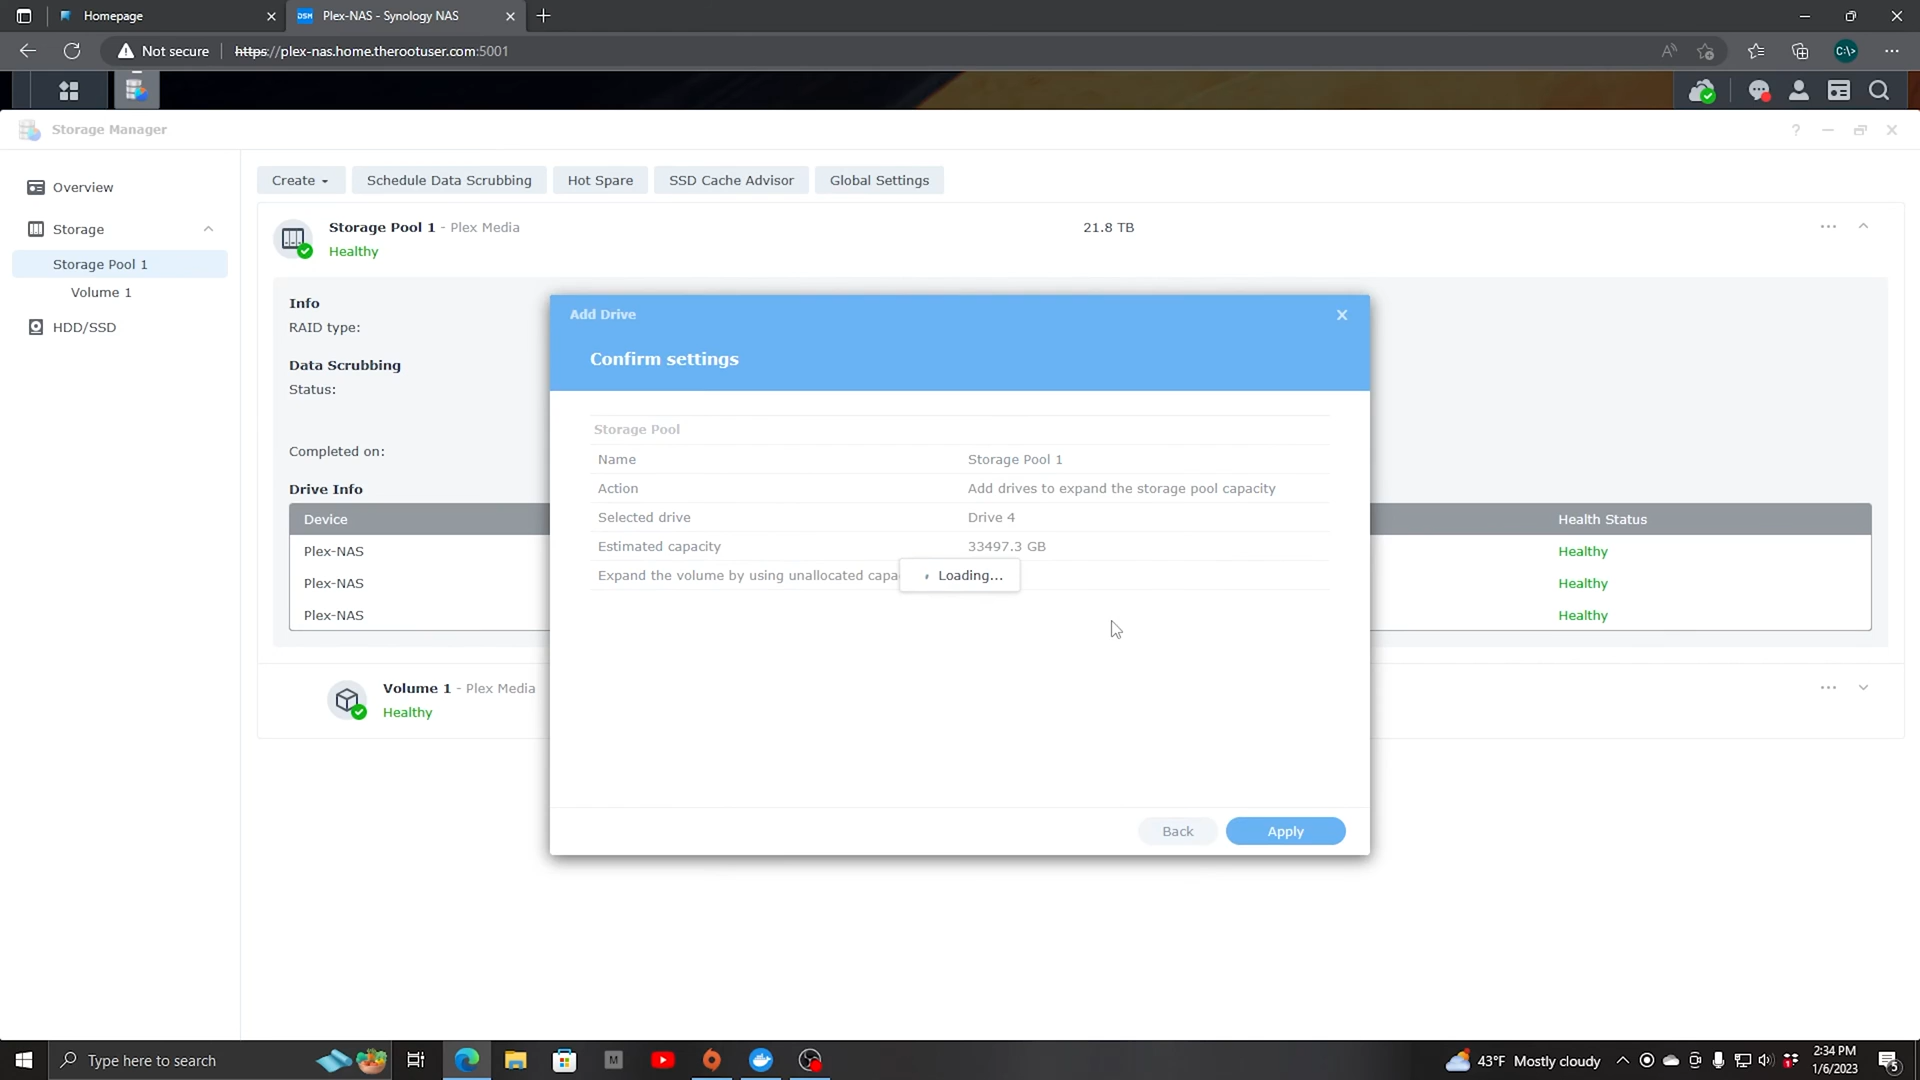 Homepage
DSM Plex-NAS - Synology NAS
Not secure https://plex-nas.home.therootuser.com:5001
C:\>
Storage Manager
Overview
Storage
Storage Pool 1
Volume 1
HDD/SSD
Create Schedule Data Scrubbing Hot Spare SSD Cache Advisor Global Settings
Storage Pool 1 - Plex Media 21.8 TB
Healthy
Info
RAID type:
Data Scrubbing
Status:
Completed on:
Drive Info
Device Health Status
Plex-NAS Healthy
Plex-NAS Healthy
Plex-NAS Healthy
Volume 1 - Plex Media
Healthy
Add Drive
Confirm settings
Storage Pool
Name Storage Pool 1
Action Add drives to expand the storage pool capacity
Selected drive Drive 4
Estimated capacity 33497.3 GB
Expand the volume by using unallocated capa
Loading...
Back Apply
Type here to search
M
43°F Mostly cloudy
2:34 PM
1/6/2023
5